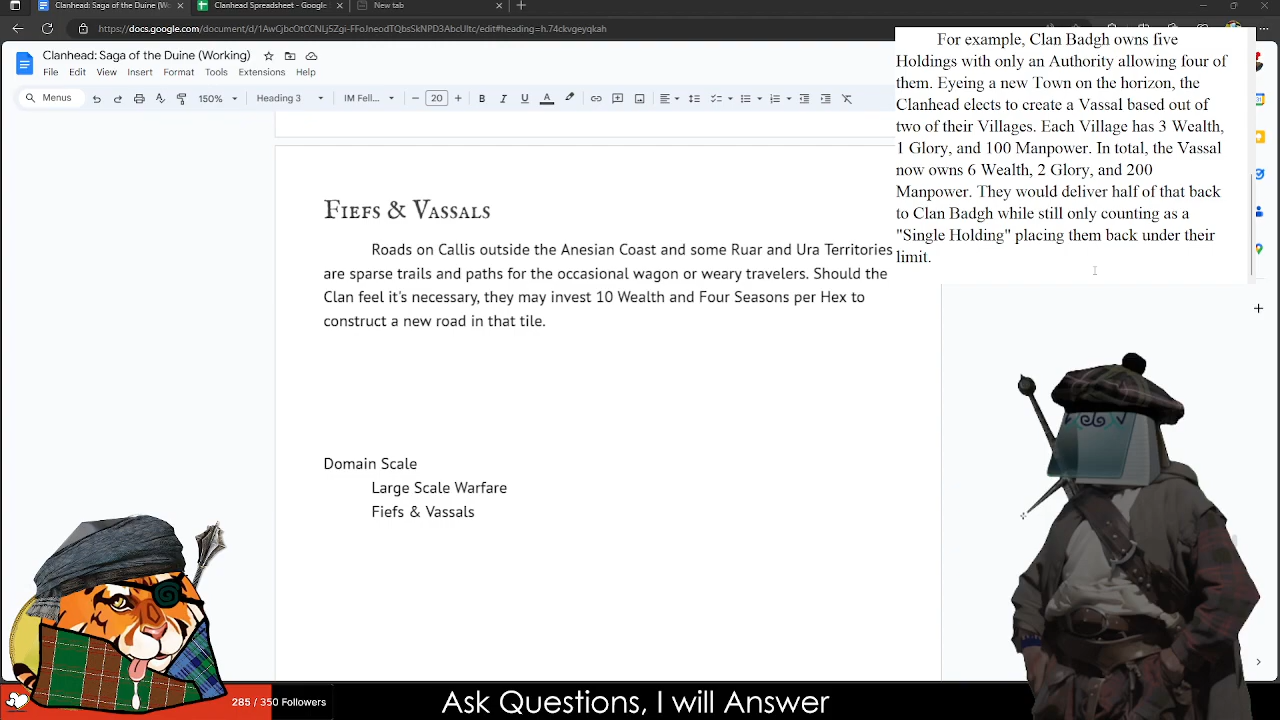 Clanhead: Saga of the Duine (Wo
Clanhead Spreadsheet - Google
New tab
https://docs.google.com/document/d/1AwCjbcOtCCNLj5Zgi-FFoJneodTQbsSkNPD3AbcUltc/edit#heading=h.74ckvgeyqkah
Clanhead: Saga of the Duine (Working)
File Edit View Insert Format Tools Extensions Help
Menus 150% Heading 3 IM Fell... 20 B I U A
For example, Clan Badgh owns five
Holdings with only an Authority allowing four of
them. Eyeing a new Town on the horizon, the
Clanhead elects to create a Vassal based out of
two of their Villages. Each Village has 3 Wealth,
1 Glory, and 100 Manpower. In total, the Vassal
now owns 6 Wealth, 2 Glory, and 200
Manpower. They would deliver half of that back
to Clan Badgh while still only counting as a
"Single Holding" placing them back under their
limit.
Fiefs & Vassals
Roads on Callis outside the Anesian Coast and some Ruar and Ura Territories
are sparse trails and paths for the occasional wagon or weary travelers. Should the
Clan feel it's necessary, they may invest 10 Wealth and Four Seasons per Hex to
construct a new road in that tile.
Domain Scale
Large Scale Warfare
Fiefs & Vassals
285 / 350 Followers
Ask Questions, I will Answer